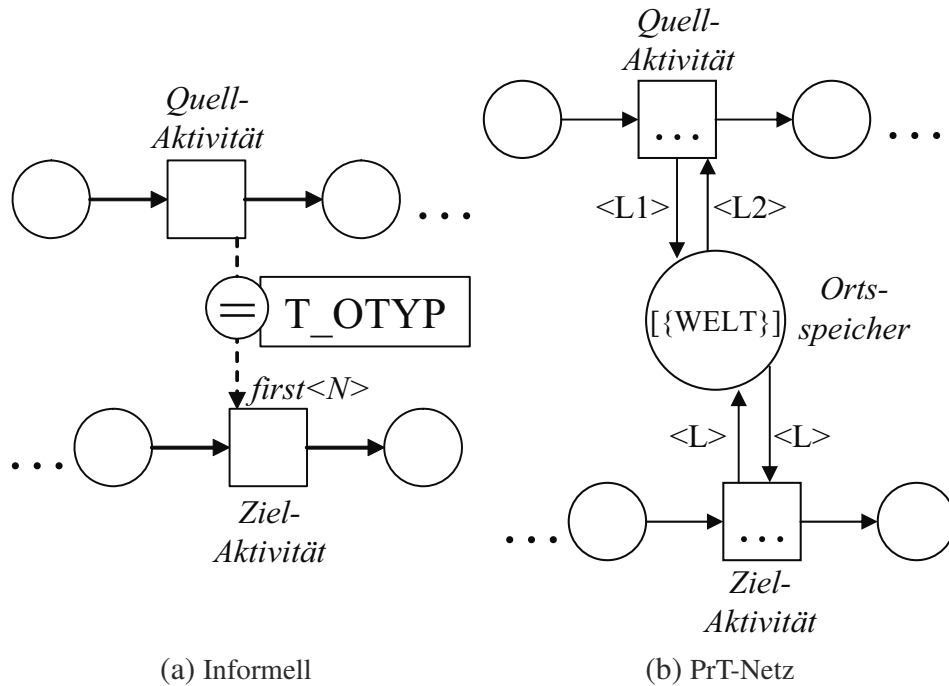 Quell-
Aktivität
...
=
T_OTYP
first<N>
...
Ziel-
Aktivität
(a) Informell
Quell-
Aktivität
...
...
<L1>
<L2>
[{WELT}]
Orts-
speicher
<L>
<L>
...
...
Ziel-
Aktivität
(b) PrT-Netz